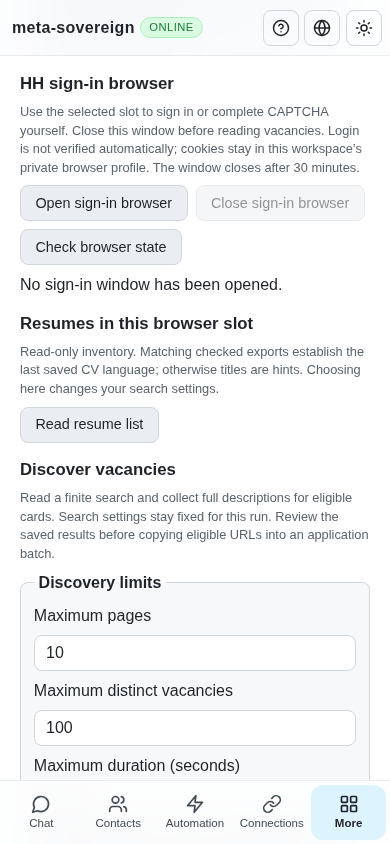 meta-sovereign ONLINE
HH sign-in browser
Use the selected slot to sign in or complete CAPTCHA
yourself. Close this window before reading vacancies. Login
is not verified automatically; cookies stay in this workspace's
private browser profile. The window closes after 30 minutes.
Open sign-in browser Close sign-in browser
Check browser state
No sign-in window has been opened.
Resumes in this browser slot
Read-only inventory. Matching checked exports establish the
last saved CV language; otherwise titles are hints. Choosing
here changes your search settings.
Read resume list
Discover vacancies
Read a finite search and collect full descriptions for eligible
cards. Search settings stay fixed for this run. Review the
saved results before copying eligible URLs into an application
batch.
Discovery limits
Maximum pages
10
Maximum distinct vacancies
100
Maximum duration (seconds)
Chat Contacts Automation Connections More